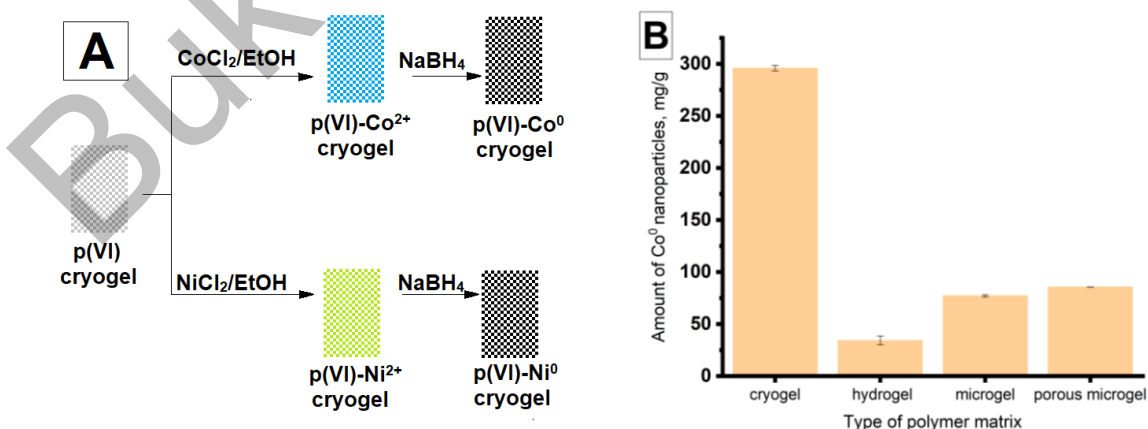 A
Buk
CoCl₂/EtOH
NaBH₄
p(VI)-Co²⁺
cryogel
p(VI)-Co⁰
cryogel
p(VI)
cryogel
NiCl₂/EtOH
NaBH₄
p(VI)-Ni²⁺
cryogel
p(VI)-Ni⁰
cryogel
B
Amount of Co⁰ nanoparticles, mg/g
300
250
200
150
100
50
0
cryogel hydrogel microgel porous microgel
Type of polymer matrix